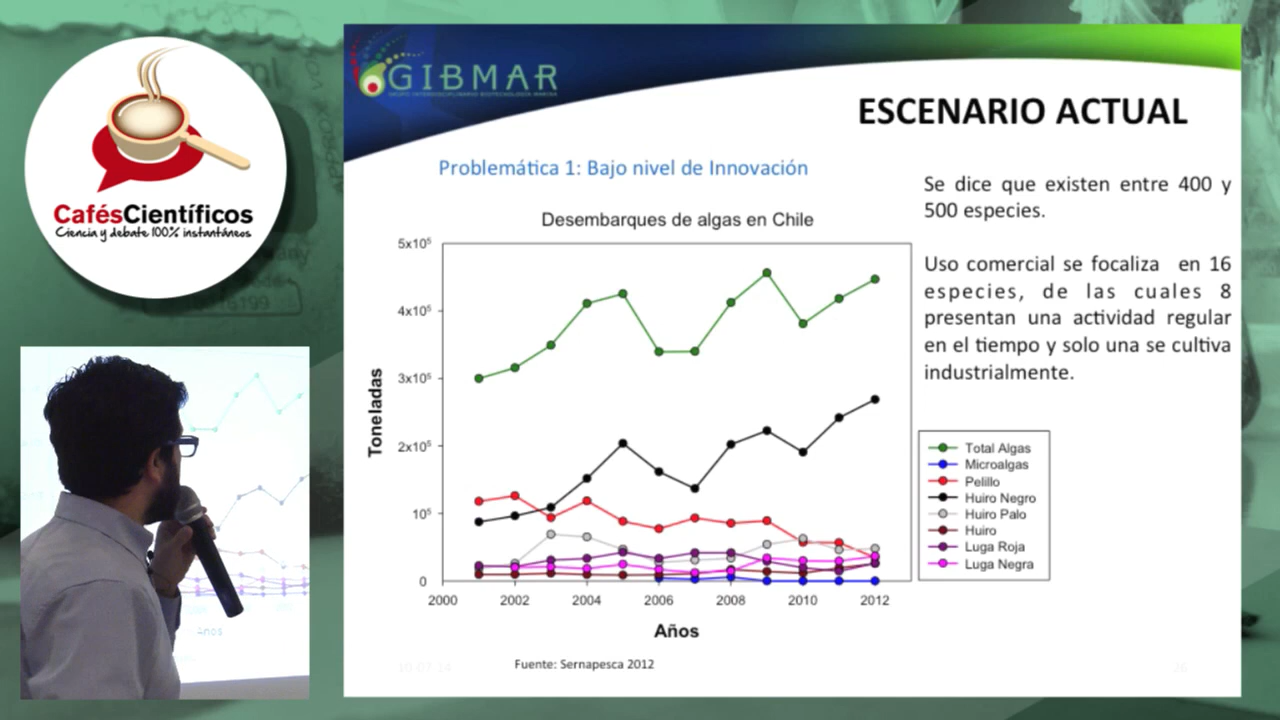 CafésCientíficos
Ciencia y debate 100% instantáneos
GIBMAR
ESCENARIO ACTUAL
Problemática 1: Bajo nivel de Innovación
Se dice que existen entre 400 y
500 especies.
Uso comercial se focaliza en 16
especies, de las cuales 8
presentan una actividad regular
en el tiempo y solo una se cultiva
industrialmente.
Desembarques de algas en Chile
Toneladas
5x10⁵
4x10⁵
3x10⁵
2x10⁵
10⁵
0
2000 2002 2004 2006 2008 2010 2012
Años
Total Algas
Microalgas
Pelillo
Huiro Negro
Huiro Palo
Huiro
Luga Roja
Luga Negra
Fuente: Sernapesca 2012
Años